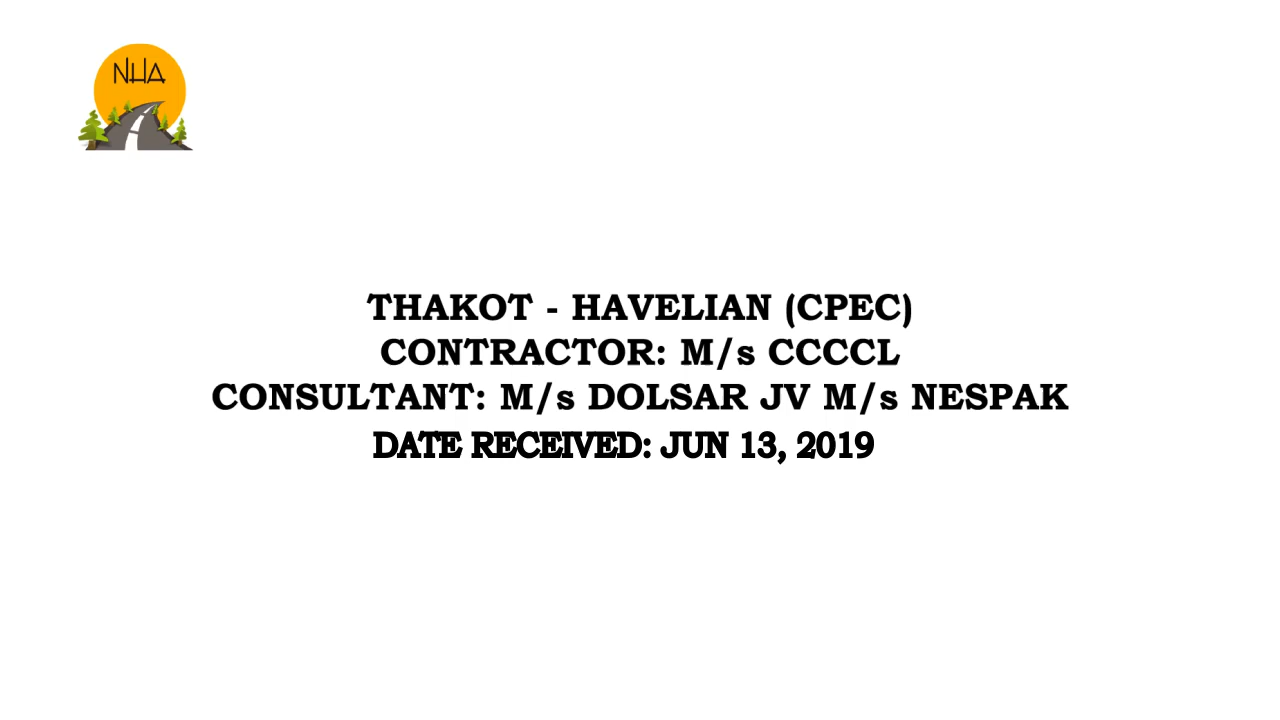 NHA
THAKOT - HAVELIAN (CPEC)
CONTRACTOR: M/s CCCCL
CONSULTANT: M/s DOLSAR JV M/s NESPAK
DATE RECEIVED: JUN 13, 2019